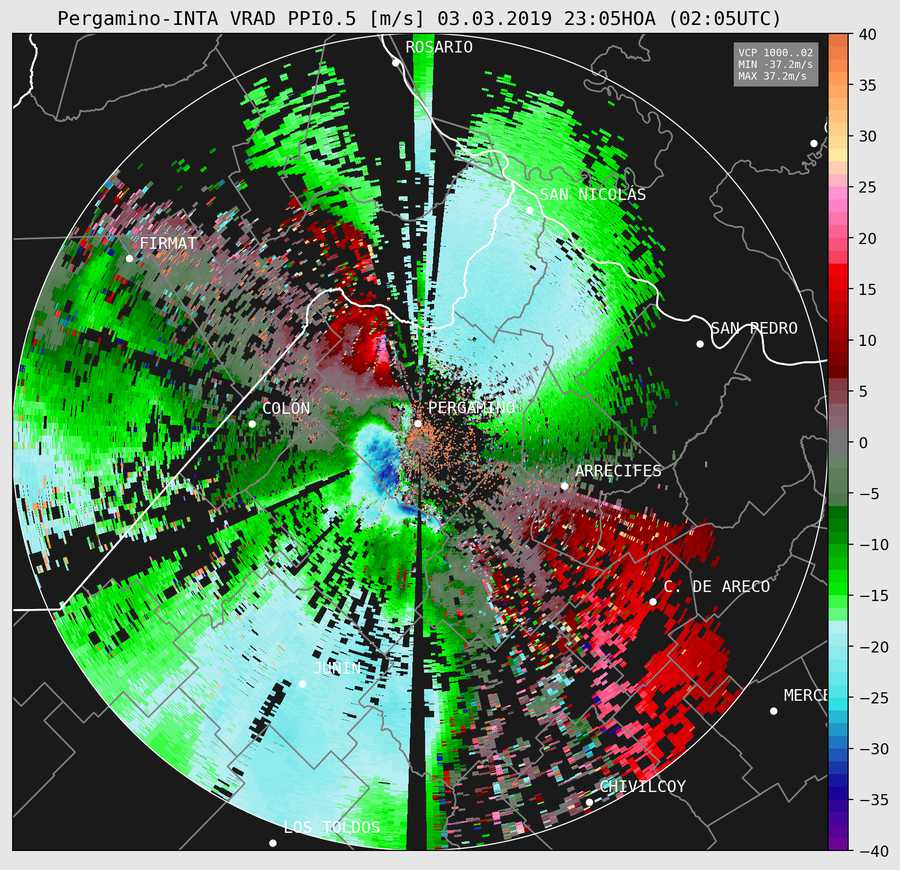 Pergamino-INTA VRAD PPI0.5 [m/s] 03.03.2019 23:05HOA (02:05UTC)
VCP 1000..02
MIN -37.2m/s
MAX 37.2m/s
ROSARIO
SAN NICOLAS
FIRMAT
SAN PEDRO
COLON
PERGAMINO
ARRECIFES
C. DE ARECO
JUNIN
MERCE
CHIVILCOY
LOS TOLDOS
40
35
30
25
20
15
10
5
0
−5
−10
−15
−20
−25
−30
−35
−40